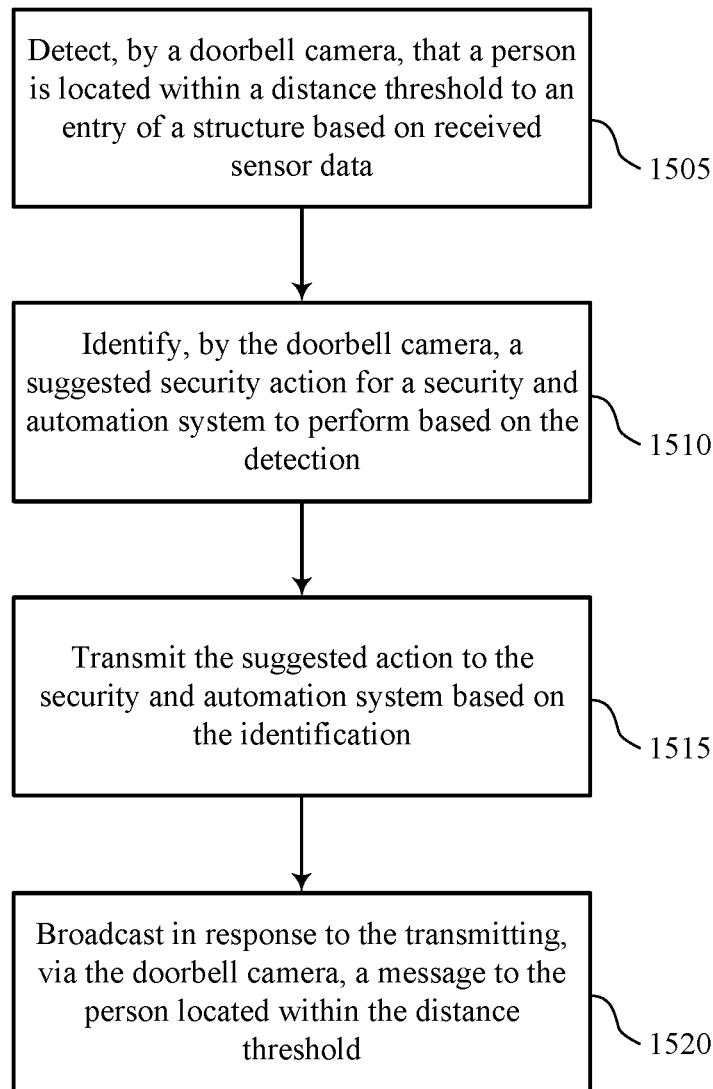 Detect, by a doorbell camera, that a person
is located within a distance threshold to an
entry of a structure based on received
sensor data
1505
Identify, by the doorbell camera, a
suggested security action for a security and
automation system to perform based on the
detection
1510
Transmit the suggested action to the
security and automation system based on
the identification
1515
Broadcast in response to the transmitting,
via the doorbell camera, a message to the
person located within the distance
threshold
1520